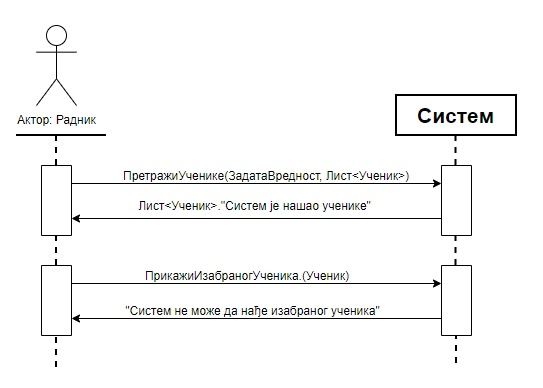 Актор: Радник
Систем
ПретражиУченике(ЗадатаВредност, Лист<Ученик>)
Лист<Ученик>."Систем је нашао ученике"
ПрикажиИзабраногУченика.(Ученик)
"Систем не може да нађе изабраног ученика"